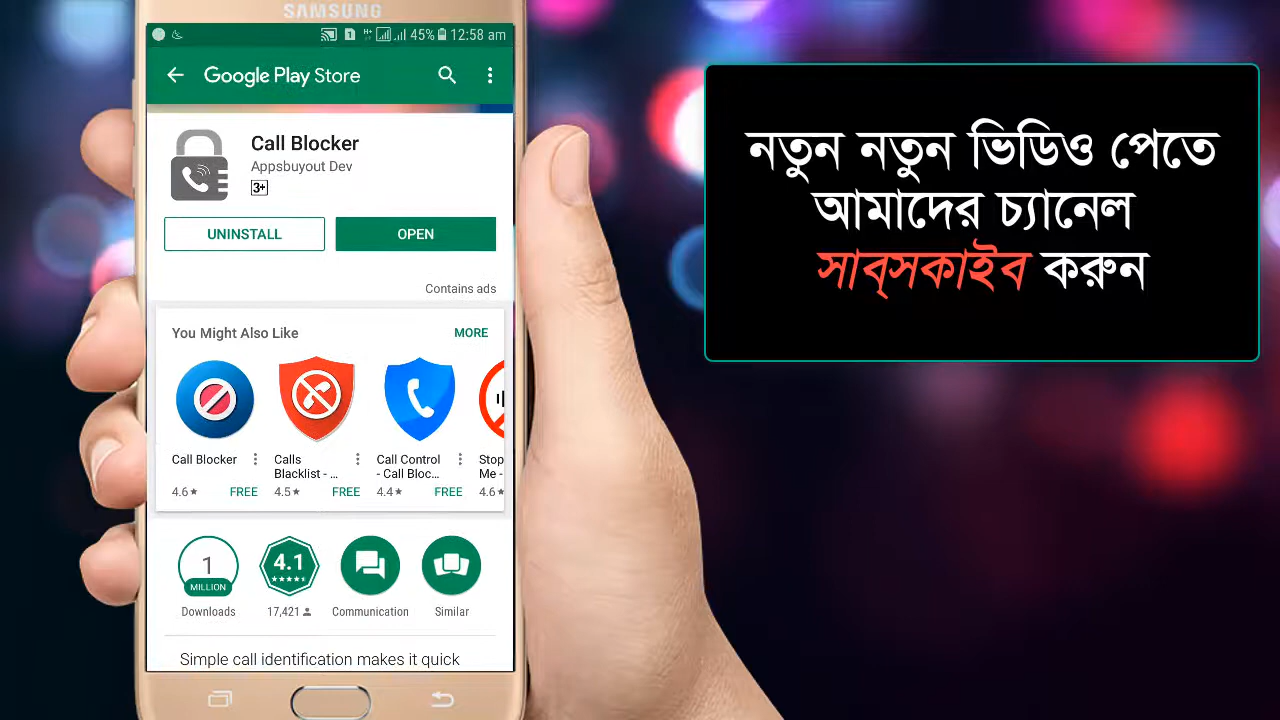 SAMSUNG
H+ 45% 12:58 am
Google Play Store
Call Blocker
Appsbuyout Dev
3+
UNINSTALL OPEN
Contains ads
You Might Also Like MORE
Call Blocker
4.6★ FREE
Calls
Blacklist - ...
4.5★ FREE
Call Control
- Call Bloc...
4.4★ FREE
Stop
Me -
4.6★
1
MILLION
Downloads
4.1
17,421
Communication
Similar
Simple call identification makes it quick
নতুন নতুন ভিডিও পেতে
আমাদের চ্যানেল
সাব্সকাইব করুন